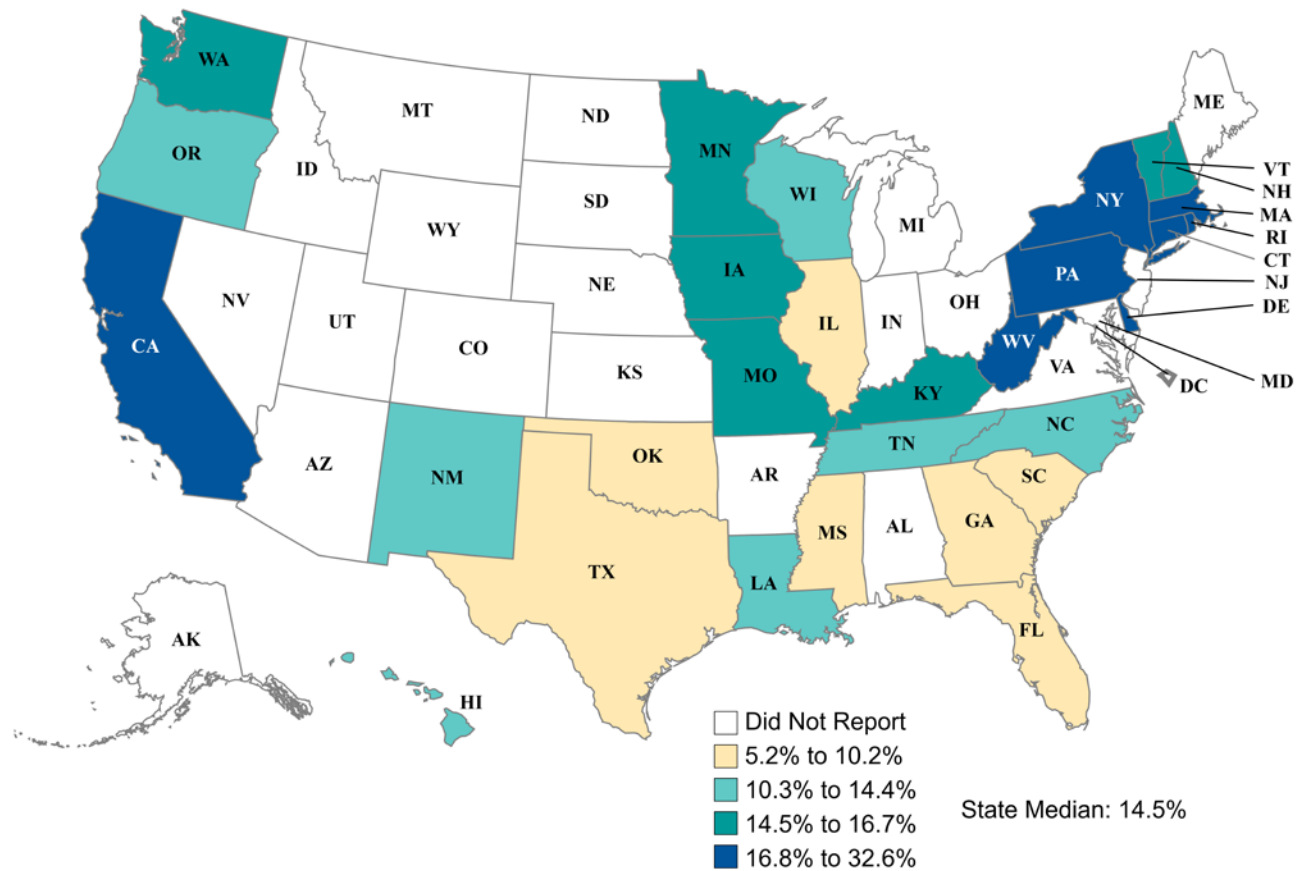 WA
MT
ND
MN
ME
OR
ID
SD
WI
VT
NH
NY
MA
WY
MI
RI
CT
IA
NE
PA
NJ
NV
OH
DE
UT
IL
IN
CA
CO
WV
KS
MO
VA
KY
DC
MD
NC
TN
AZ
OK
NM
AR
SC
MS
AL
GA
TX
LA
AK
FL
HI
Did Not Report
5.2% to 10.2%
10.3% to 14.4%
State Median: 14.5%
14.5% to 16.7%
16.8% to 32.6%